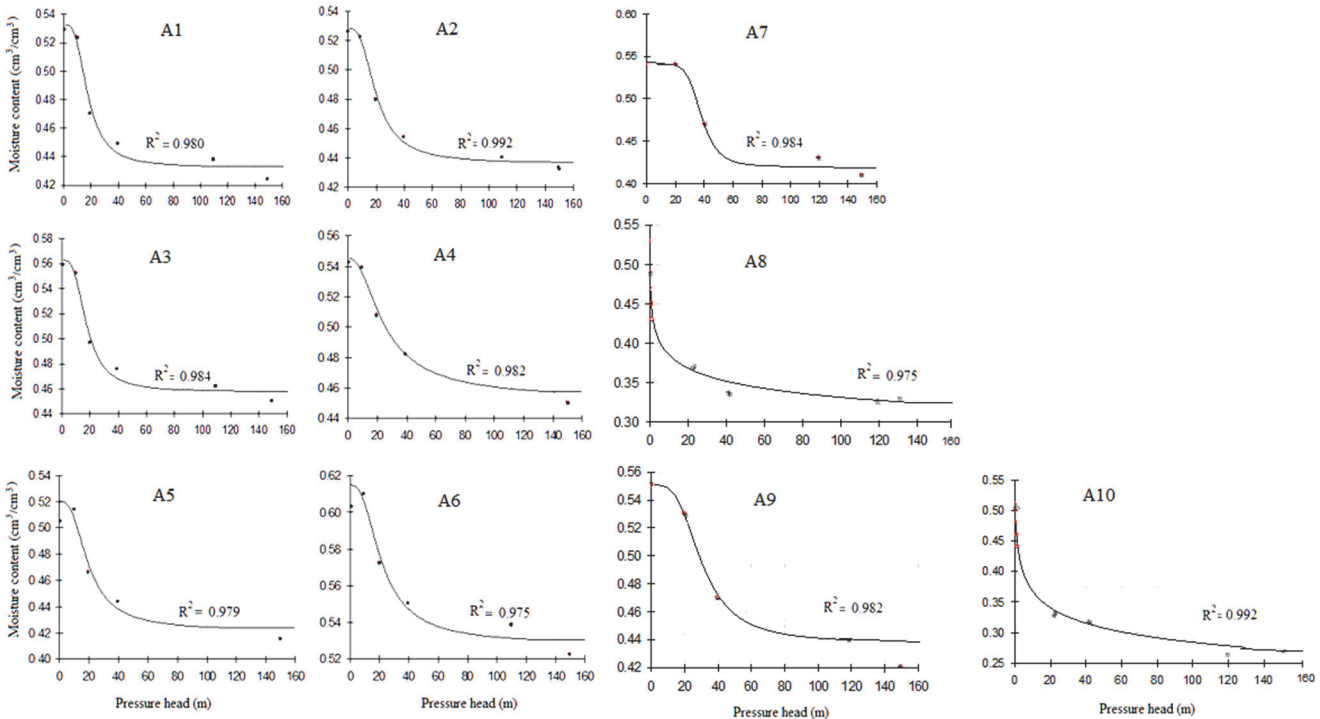 A1
Moisture content (cm³/cm³)
0.54
0.52
0.50
0.48
0.46
0.44
0.42
R² = 0.980
0 20 40 60 80 100 120 140 160
A2
0.54
0.52
0.50
0.48
0.46
0.44
0.42
R² = 0.992
0 20 40 60 80 100 120 140 160
A7
0.60
0.55
0.50
0.45
0.40
R² = 0.984
0 20 40 60 80 100 120 140 160
A3
Moisture content (cm³/cm³)
0.58
0.56
0.54
0.52
0.50
0.48
0.46
0.44
R² = 0.984
0 20 40 60 80 100 120 140 160
A4
0.56
0.54
0.52
0.50
0.48
0.46
0.44
R² = 0.982
0 20 40 60 80 100 120 140 160
A8
0.55
0.50
0.45
0.40
0.35
0.30
R² = 0.975
0 20 40 60 80 100 120 140 160
A5
Moisture content (cm³/cm³)
0.54
0.52
0.50
0.48
0.46
0.44
0.42
0.40
R² = 0.979
0 20 40 60 80 100 120 140 160
Pressure head (m)
A6
0.62
0.60
0.58
0.56
0.53
0.52
R² = 0.975
0 20 40 60 80 100 120 140 160
Pressure head (m)
A9
0.55
0.54
0.52
0.50
0.48
0.46
0.44
0.42
R² = 0.982
0 20 40 60 80 100 120 140 160
Pressure head (m)
A10
0.55
0.50
0.45
0.40
0.35
0.30
0.25
R² = 0.992
0 20 40 60 80 100 120 140 160
Pressure head (m)